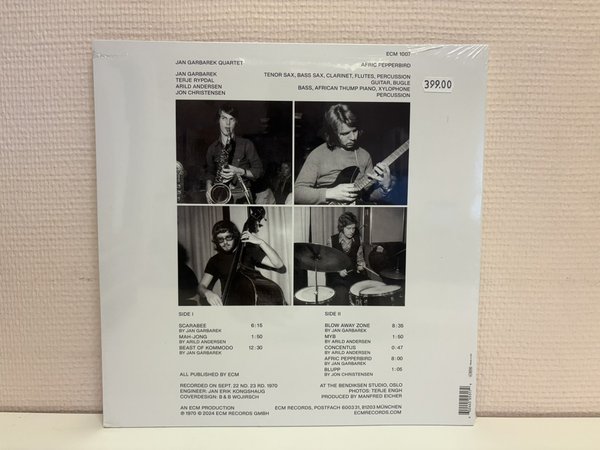 JAN GARBAREK QUARTET
ECM 1007
AFRIC PEPPERBIRD
JAN GARBAREK TENOR SAX, BASS SAX, CLARINET, FLUTES, PERCUSSION
TERJE RYPDAL GUITAR, BUGLE
ARILD ANDERSEN BASS, AFRICAN THUMP PIANO, XYLOPHONE
JON CHRISTENSEN PERCUSSION
399.00
SIDE I
SCARABEE 6:15
BY JAN GARBAREK
MAH-JONG 1:50
BY ARILD ANDERSEN
BEAST OF KOMMODO 12:30
BY JAN GARBAREK
SIDE II
BLOW AWAY ZONE 8:35
BY JAN GARBAREK
MYB 1:50
BY ARILD ANDERSEN
CONCENTUS 0:47
BY ARILD ANDERSEN
AFRIC PEPPERBIRD 8:00
BY JAN GARBAREK
BLUPP 1:05
BY JON CHRISTENSEN
ALL PUBLISHED BY ECM
RECORDED ON SEPT. 22 ND. 23 RD. 1970 AT THE BENDIKSEN STUDIO, OSLO
ENGINEER: JAN ERIK KONGSHAUG PHOTOS: TERJE ENGH
COVERDESIGN: B & B WOJIRSCH PRODUCED BY MANFRED EICHER
AN ECM PRODUCTION ECM RECORDS, POSTFACH 600331, 81203 MÜNCHEN
℗ 1970 © 2024 ECM RECORDS GMBH ECMRECORDS.COM